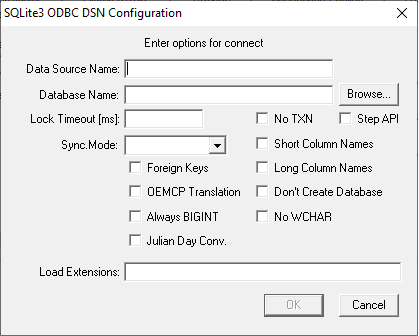 SQLite3 ODBC DSN Configuration
Enter options for connect
Data Source Name:
Database Name: Browse...
Lock Timeout [ms]: No TXN Step API
Sync.Mode: Short Column Names
Foreign Keys Long Column Names
OEMCP Translation Don't Create Database
Always BIGINT No WCHAR
Julian Day Conv.
Load Extensions:
OK Cancel